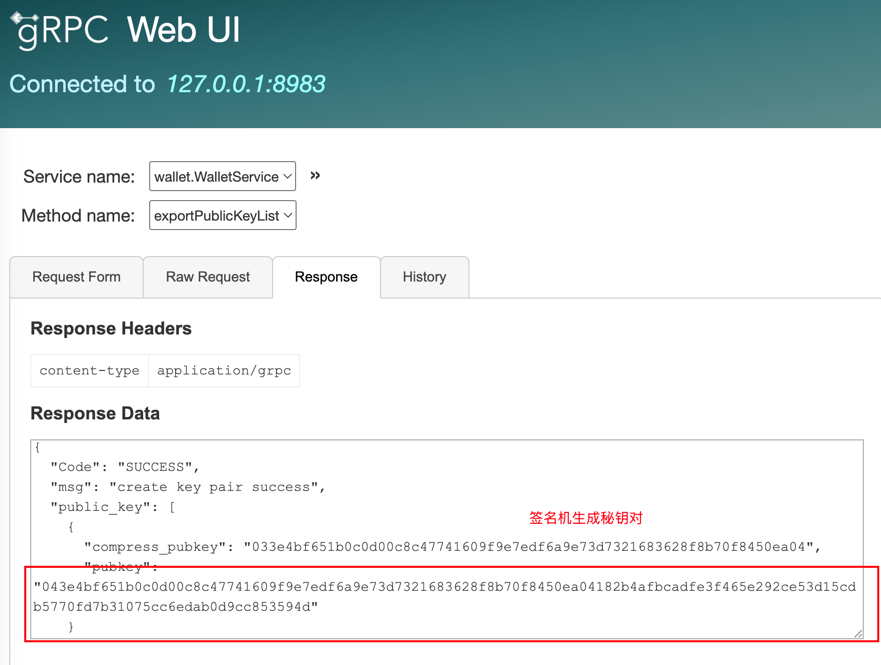 gRPC Web UI
Connected to 127.0.0.1:8983
Service name: wallet.WalletService »
Method name: exportPublicKeyList
Request Form Raw Request Response History
Response Headers
content-type application/grpc
Response Data
{
"Code": "SUCCESS",
"msg": "create key pair success",
"public_key": [
签名机生成秘钥对
{
"compress_pubkey": "033e4bf651b0c0d00c8c47741609f9e7edf6a9e73d7321683628f8b70f8450ea04",
"pubkey":
"043e4bf651b0c0d00c8c47741609f9e7edf6a9e73d7321683628f8b70f8450ea04182b4afbcadfe3f465e292ce53d15cd
b5770fd7b31075cc6edab0d9cc853594d"
}